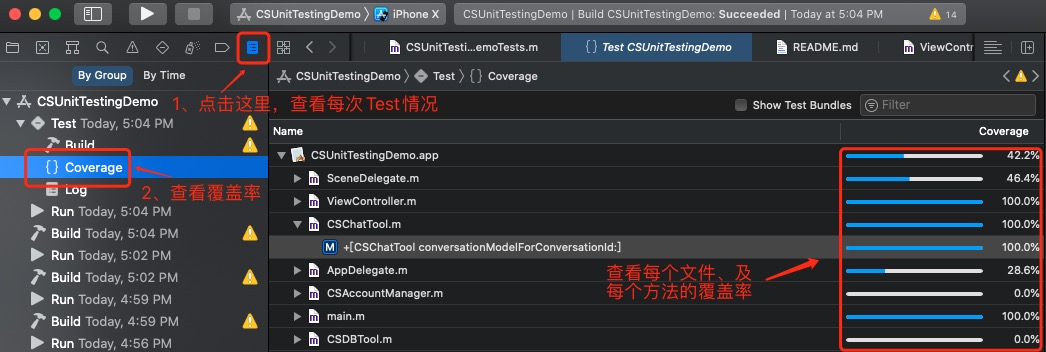 CSUnitTestingDemo iPhone X CSUnitTestingDemo | Build CSUnitTestingDemo: Succeeded | Today at 5:04 PM 14
CSUnitTesti...emoTests.m { } Test CSUnitTestingDemo README.md ViewContr
By Group By Time
CSUnitTestingDemo Test { } Coverage
1、点击这里，查看每次Test情况
CSUnitTestingDemo
Test Today, 5:04 PM
Build
{ } Coverage
2、查看覆盖率
Log
Run Today, 5:04 PM
Build Today, 5:04 PM
Run Today, 5:02 PM
Build Today, 5:02 PM
Run Today, 4:59 PM
Build Today, 4:59 PM
Run Today, 4:56 PM
Show Test Bundles Filter
Name Coverage
CSUnitTestingDemo.app 42.2%
SceneDelegate.m 46.4%
ViewController.m 100.0%
CSChatTool.m 100.0%
M +[CSChatTool conversationModelForConversationId:] 100.0%
AppDelegate.m 28.6%
CSAccountManager.m 0.0%
main.m 100.0%
CSDBTool.m 0.0%
查看每个文件、及
每个方法的覆盖率